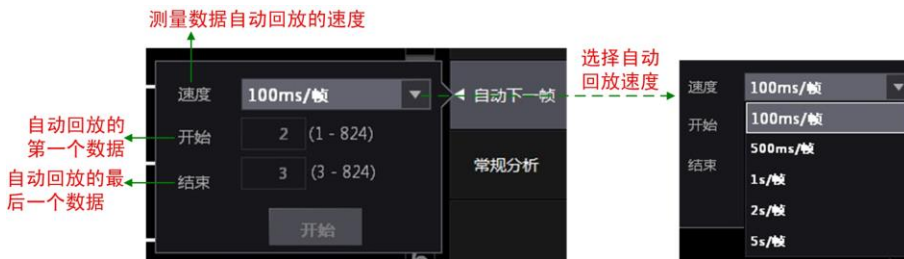 测量数据自动回放的速度
速度 100ms/帧
自动下一帧
选择自动
回放速度
自动回放的
第一个数据
开始 2 (1 - 824)
自动回放的最
后一个数据
结束 3 (3 - 824)
常规分析
开始
速度 100ms/帧
开始 100ms/帧
500ms/帧
结束
1s/帧
2s/帧
5s/帧